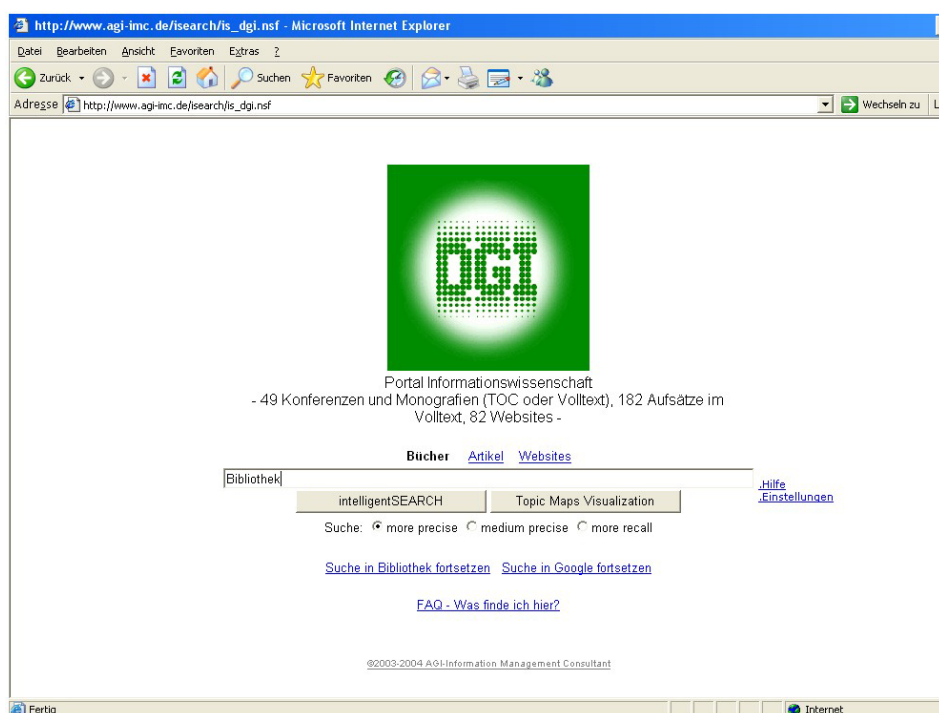 http://www.agi-imc.de/isearch/is_dgi.nsf - Microsoft Internet Explorer
Datei Bearbeiten Ansicht Favoriten Extras ?
Zurück Suchen Favoriten
Adresse http://www.agi-imc.de/isearch/is_dgi.nsf Wechseln zu L
DGI
Portal Informationswissenschaft
- 49 Konferenzen und Monografien (TOC oder Volltext), 182 Aufsätze im
Volltext, 82 Websites -
Bücher Artikel Websites
Bibliothek
.Hilfe
.Einstellungen
intelligentSEARCH Topic Maps Visualization
Suche: more precise medium precise more recall
Suche in Bibliothek fortsetzen Suche in Google fortsetzen
FAQ - Was finde ich hier?
©2003-2004 AGI-Information Management Consultant
Fertig Internet